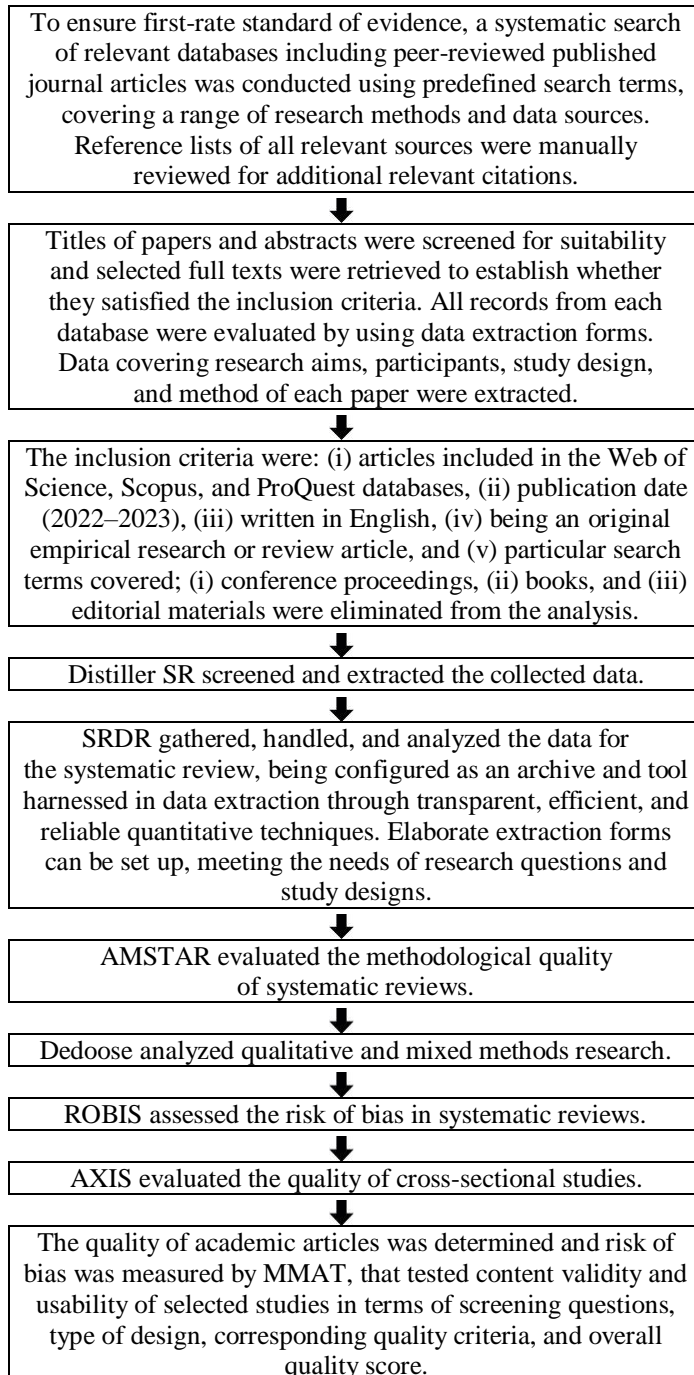 To ensure first-rate standard of evidence, a systematic search
of relevant databases including peer-reviewed published
journal articles was conducted using predefined search terms,
covering a range of research methods and data sources.
Reference lists of all relevant sources were manually
reviewed for additional relevant citations.
Titles of papers and abstracts were screened for suitability
and selected full texts were retrieved to establish whether
they satisfied the inclusion criteria. All records from each
database were evaluated by using data extraction forms.
Data covering research aims, participants, study design,
and method of each paper were extracted.
The inclusion criteria were: (i) articles included in the Web of
Science, Scopus, and ProQuest databases, (ii) publication date
(2022–2023), (iii) written in English, (iv) being an original
empirical research or review article, and (v) particular search
terms covered; (i) conference proceedings, (ii) books, and (iii)
editorial materials were eliminated from the analysis.
Distiller SR screened and extracted the collected data.
SRDR gathered, handled, and analyzed the data for
the systematic review, being configured as an archive and tool
harnessed in data extraction through transparent, efficient, and
reliable quantitative techniques. Elaborate extraction forms
can be set up, meeting the needs of research questions and
study designs.
AMSTAR evaluated the methodological quality
of systematic reviews.
Dedoose analyzed qualitative and mixed methods research.
ROBIS assessed the risk of bias in systematic reviews.
AXIS evaluated the quality of cross-sectional studies.
The quality of academic articles was determined and risk of
bias was measured by MMAT, that tested content validity and
usability of selected studies in terms of screening questions,
type of design, corresponding quality criteria, and overall
quality score.